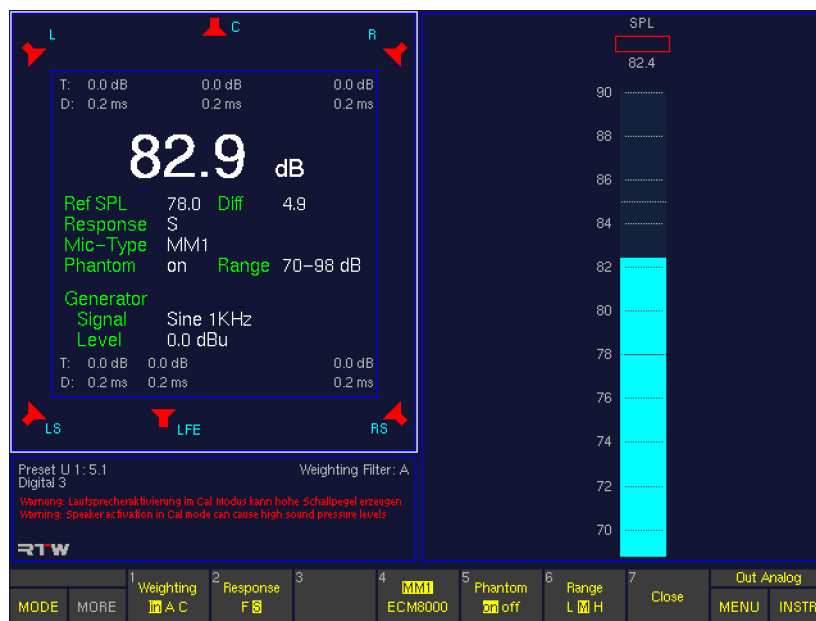 L C R
T: 0.0 dB 0.0 dB 0.0 dB
D: 0.2 ms 0.2 ms 0.2 ms
82.9 dB
Ref SPL 78.0 Diff 4.9
Response S
Mic-Type MM1
Phantom on Range 70-98 dB
Generator
Signal Sine 1KHz
Level 0.0 dBu
T: 0.0 dB 0.0 dB 0.0 dB
D: 0.2 ms 0.2 ms 0.2 ms
LS LFE RS
Preset U 1: 5.1 Weighting Filter: A
Digital 3
Warnung: Lautsprecheraktivierung im Cal Modus kann hohe Schallpegel erzeugen
Warning: Speaker activation in Cal mode can cause high sound pressure levels
RTW
SPL
82.4
90
88
86
84
82
80
78
76
74
72
70
1 Weighting 2 Response 3 4 MM1 5 Phantom 6 Range 7 Close Out Analog
MODE MORE lin A C F S ECM8000 on off L M H MENU INSTR